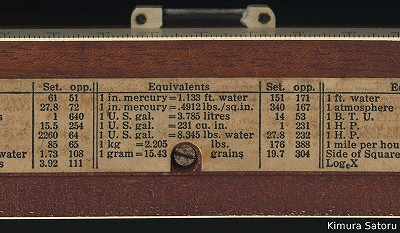 Set. opp. Equivalents Set. opp.
61 51 1 in. mercury = 1.133 ft. water 151 171 1 ft. water
27.8 72 1 in. mercury = .4912 lbs./sq.in. 340 167 1 atmosphere
1 640 1 U. S. gal. = 3.785 litres 14 53 1 B. T. U.
15.5 254 1 U. S. gal. = 231 cu. in. 1 231 1 H. P.
2260 64 1 U. S. gal. = 8.345 lbs. water 27.8 232 1 H. P.
85 65 1 kg = 2.205 lbs. 176 388 1 mile per hou
water 1.73 108 1 gram = 15.43 grains 19.7 304 Side of Square
3.92 111 LogeX
Kimura Satoru